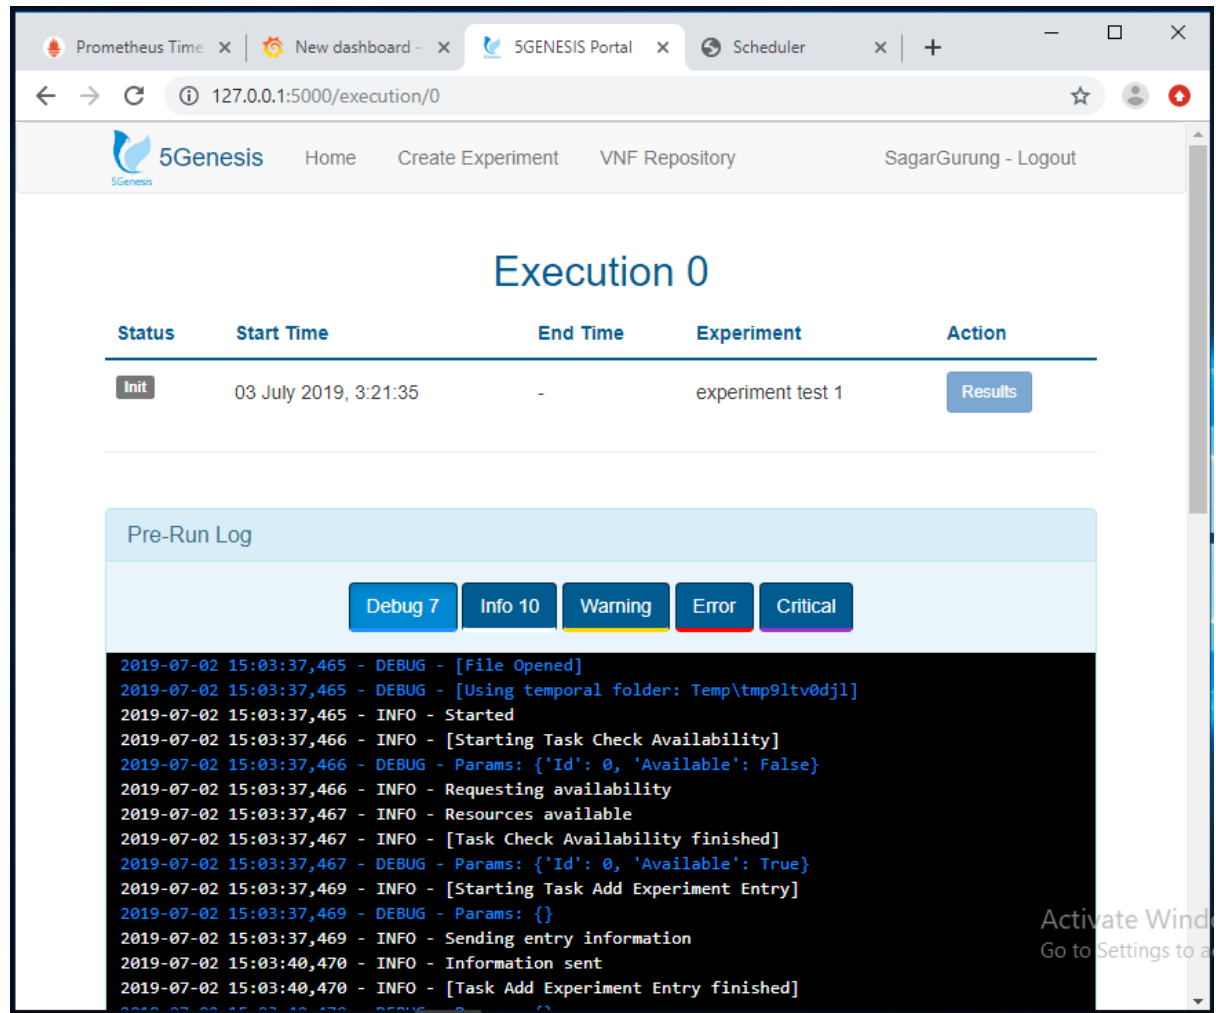 Prometheus Time
New dashboard -
5GENESIS Portal
Scheduler
127.0.0.1:5000/execution/0
5Genesis
5Genesis Home Create Experiment VNF Repository SagarGurung - Logout
Execution 0
Status Start Time End Time Experiment Action
Init 03 July 2019, 3:21:35 - experiment test 1 Results
Pre-Run Log
Debug 7 Info 10 Warning Error Critical
2019-07-02 15:03:37,465 - DEBUG - [File Opened]
2019-07-02 15:03:37,465 - DEBUG - [Using temporal folder: Temp\tmp9ltv0djl]
2019-07-02 15:03:37,465 - INFO - Started
2019-07-02 15:03:37,466 - INFO - [Starting Task Check Availability]
2019-07-02 15:03:37,466 - DEBUG - Params: {'Id': 0, 'Available': False}
2019-07-02 15:03:37,466 - INFO - Requesting availability
2019-07-02 15:03:37,467 - INFO - Resources available
2019-07-02 15:03:37,467 - INFO - [Task Check Availability finished]
2019-07-02 15:03:37,467 - DEBUG - Params: {'Id': 0, 'Available': True}
2019-07-02 15:03:37,469 - INFO - [Starting Task Add Experiment Entry]
2019-07-02 15:03:37,469 - DEBUG - Params: {}
2019-07-02 15:03:37,469 - INFO - Sending entry information
2019-07-02 15:03:40,470 - INFO - Information sent
2019-07-02 15:03:40,470 - INFO - [Task Add Experiment Entry finished]
Activate Windo
Go to Settings to a